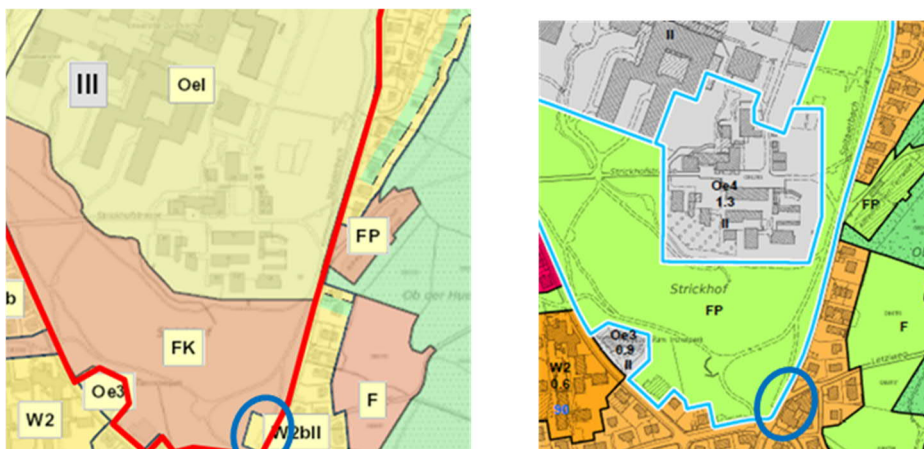 III
OeI
FP
b
FK
Oe3
W2
F
W2bII
II
Oe4
1.3
II
FP
Strickhof
FP
F
Oe3
0.9
II
W2
0.6
90